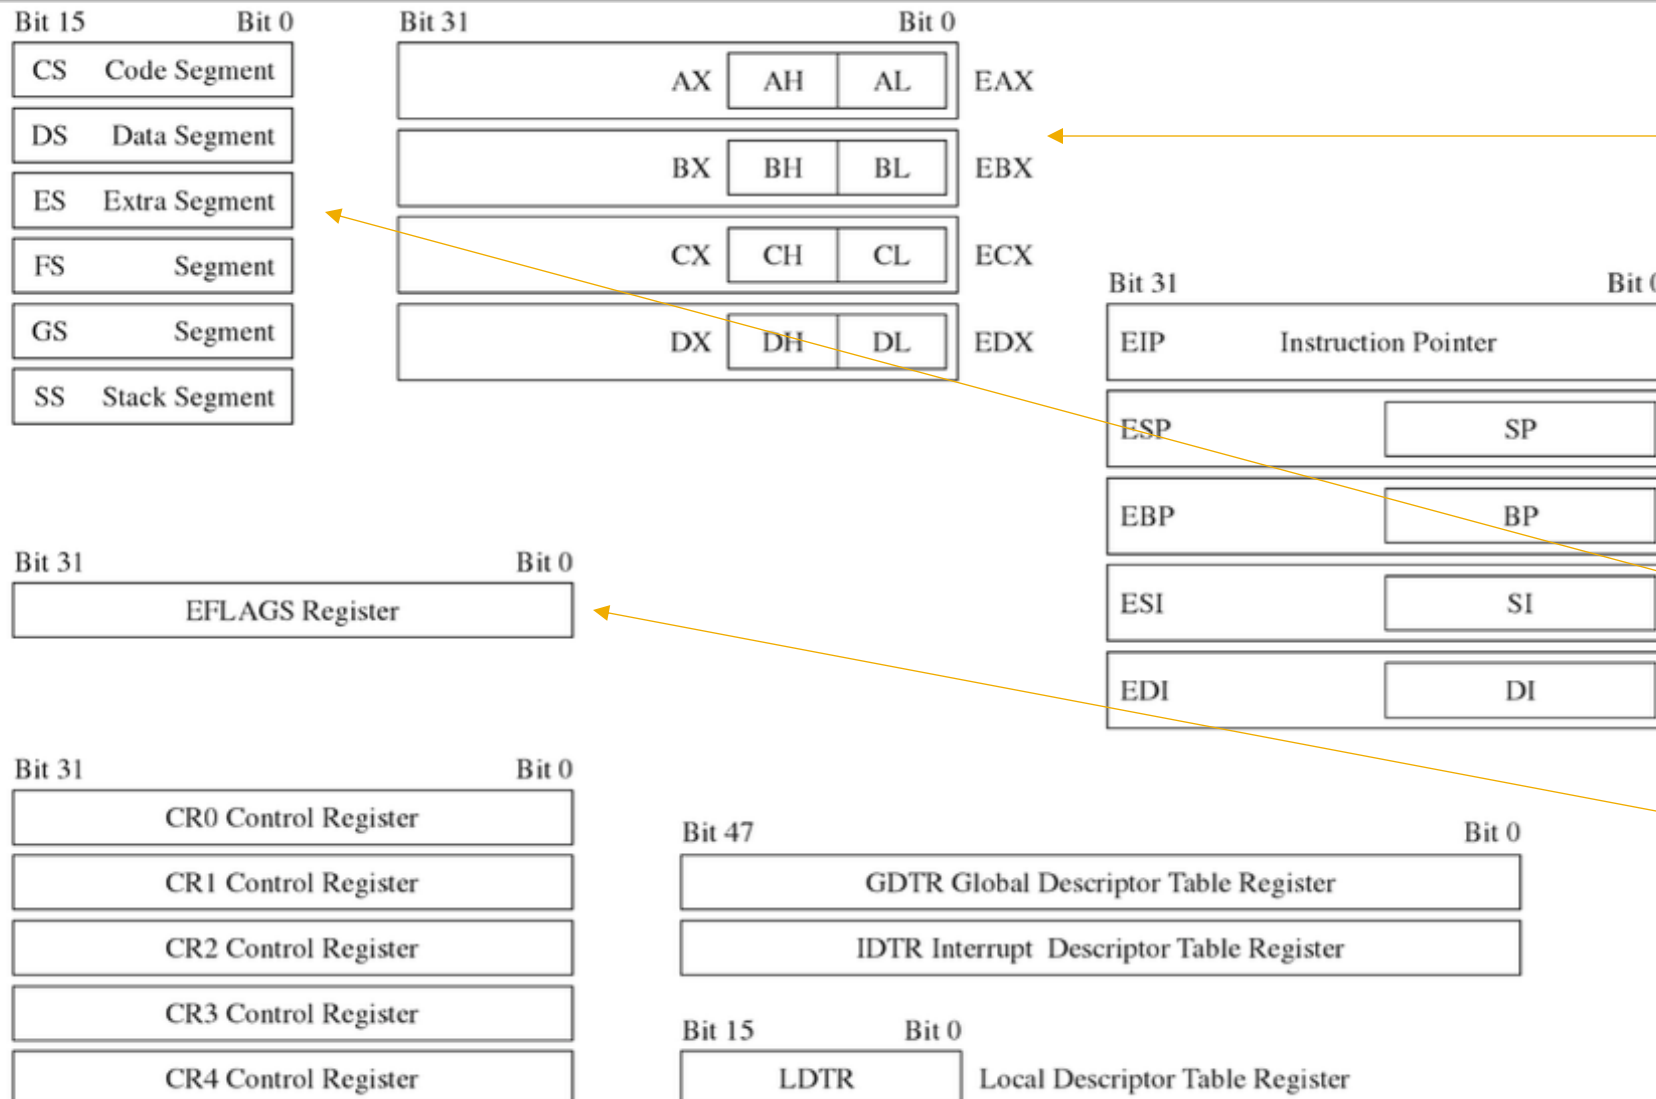 Bit 15 Bit 0
CS Code Segment
DS Data Segment
ES Extra Segment
FS Segment
GS Segment
SS Stack Segment
Bit 31 Bit 0
AX AH AL EAX
BX BH BL EBX
CX CH CL ECX
DX DH DL EDX
Bit 31 Bit 0
EIP Instruction Pointer
ESP SP
EBP BP
ESI SI
EDI DI
Bit 31 Bit 0
EFLAGS Register
Bit 31 Bit 0
CR0 Control Register
CR1 Control Register
CR2 Control Register
CR3 Control Register
CR4 Control Register
Bit 47 Bit 0
GDTR Global Descriptor Table Register
IDTR Interrupt Descriptor Table Register
Bit 15 Bit 0
LDTR Local Descriptor Table Register